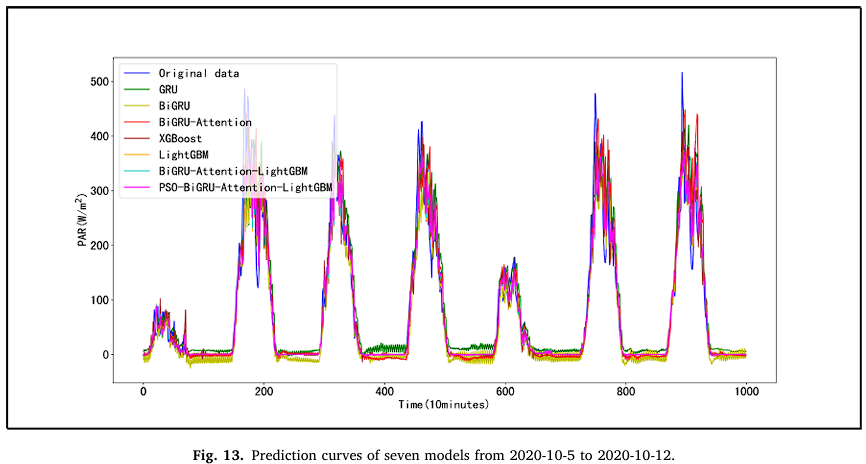 Original data
GRU
BiGRU
BiGRU-Attention
XGBoost
LightGBM
BiGRU-Attention-LightGBM
PSO-BiGRU-Attention-LightGBM
PAR(W/m²)
500
400
300
200
100
0
0 200 400 600 800 1000
Time(10minutes)
Fig. 13. Prediction curves of seven models from 2020-10-5 to 2020-10-12.